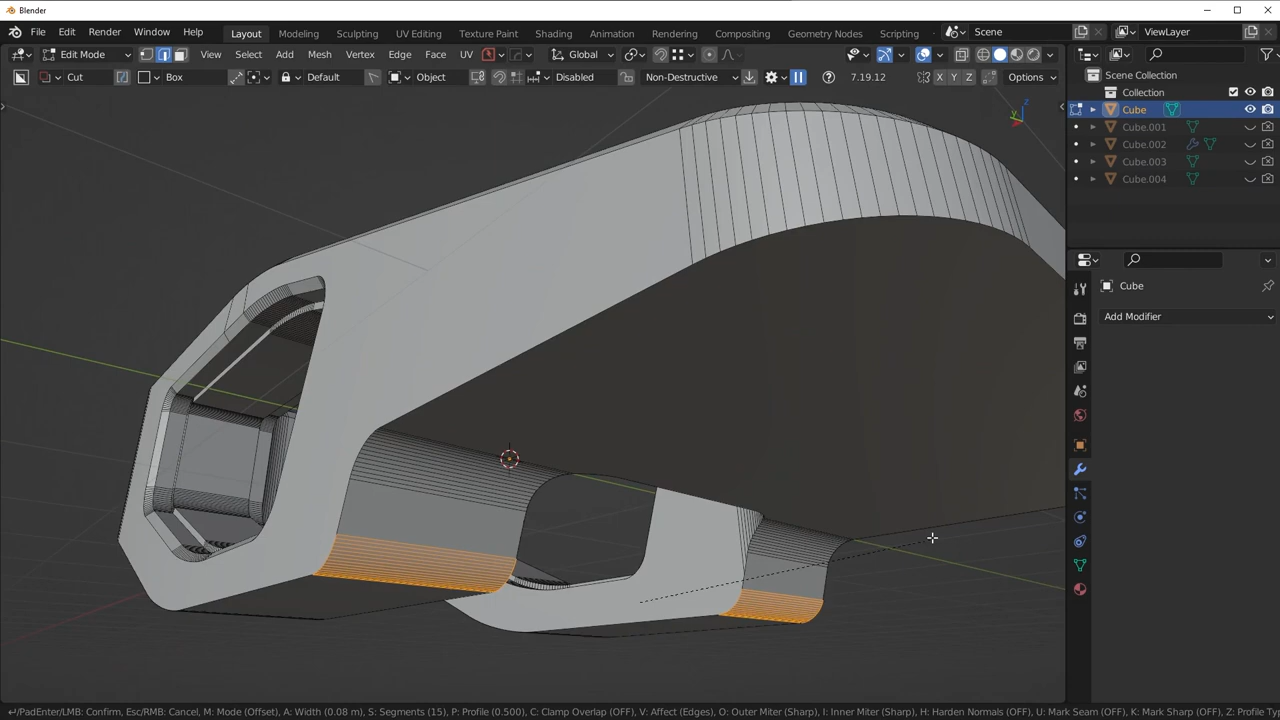 Blender
File Edit Render Window Help Layout Modeling Sculpting UV Editing Texture Paint Shading Animation Rendering Compositing Geometry Nodes Scripting Scene ViewLayer
Edit Mode View Select Add Mesh Vertex Edge Face UV Global
Cut Box Default Object Disabled Non-Destructive 7.19.12 X Y Z Options
Scene Collection
Collection
Cube
Cube.001
Cube.002
Cube.003
Cube.004
Cube
Add Modifier
↵/PadEnter/LMB: Confirm, Esc/RMB: Cancel, M: Mode (Offset), A: Width (0.08 m), S: Segments (15), P: Profile (0.500), C: Clamp Overlap (OFF), V: Affect (Edges), O: Outer Miter (Sharp), I: Inner Miter (Sharp), H: Harden Normals (OFF), U: Mark Seam (OFF), K: Mark Sharp (OFF), Z: Profile Ty